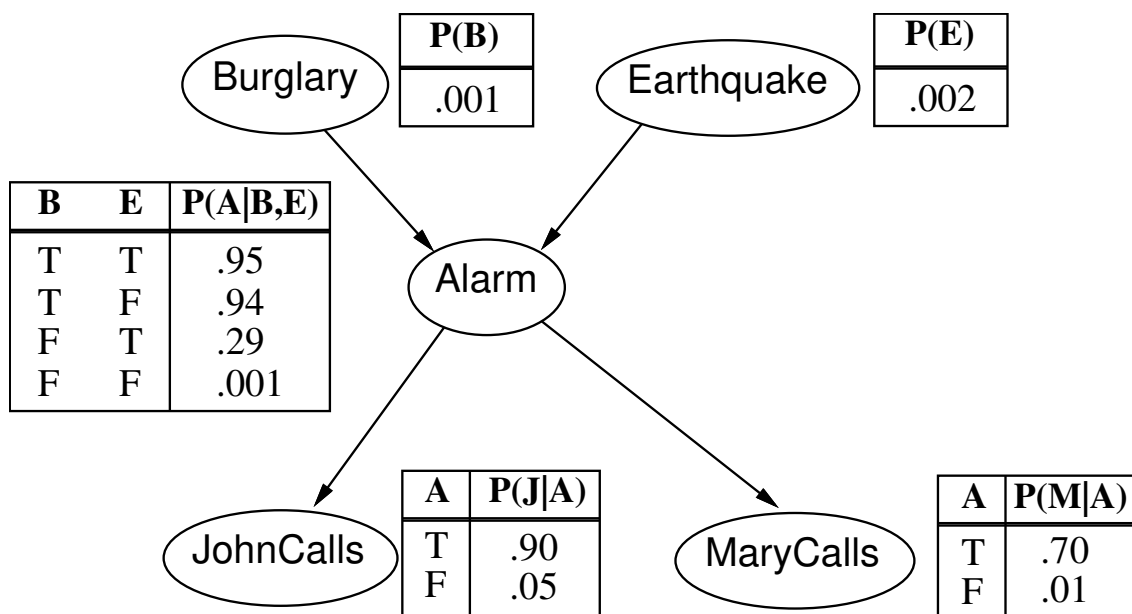 P(B)
Burglary
.001
P(E)
Earthquake
.002
B E P(A|B,E)
T T .95
T F .94
F T .29
F F .001
Alarm
A P(J|A)
T .90
F .05
JohnCalls
A P(M|A)
T .70
F .01
MaryCalls